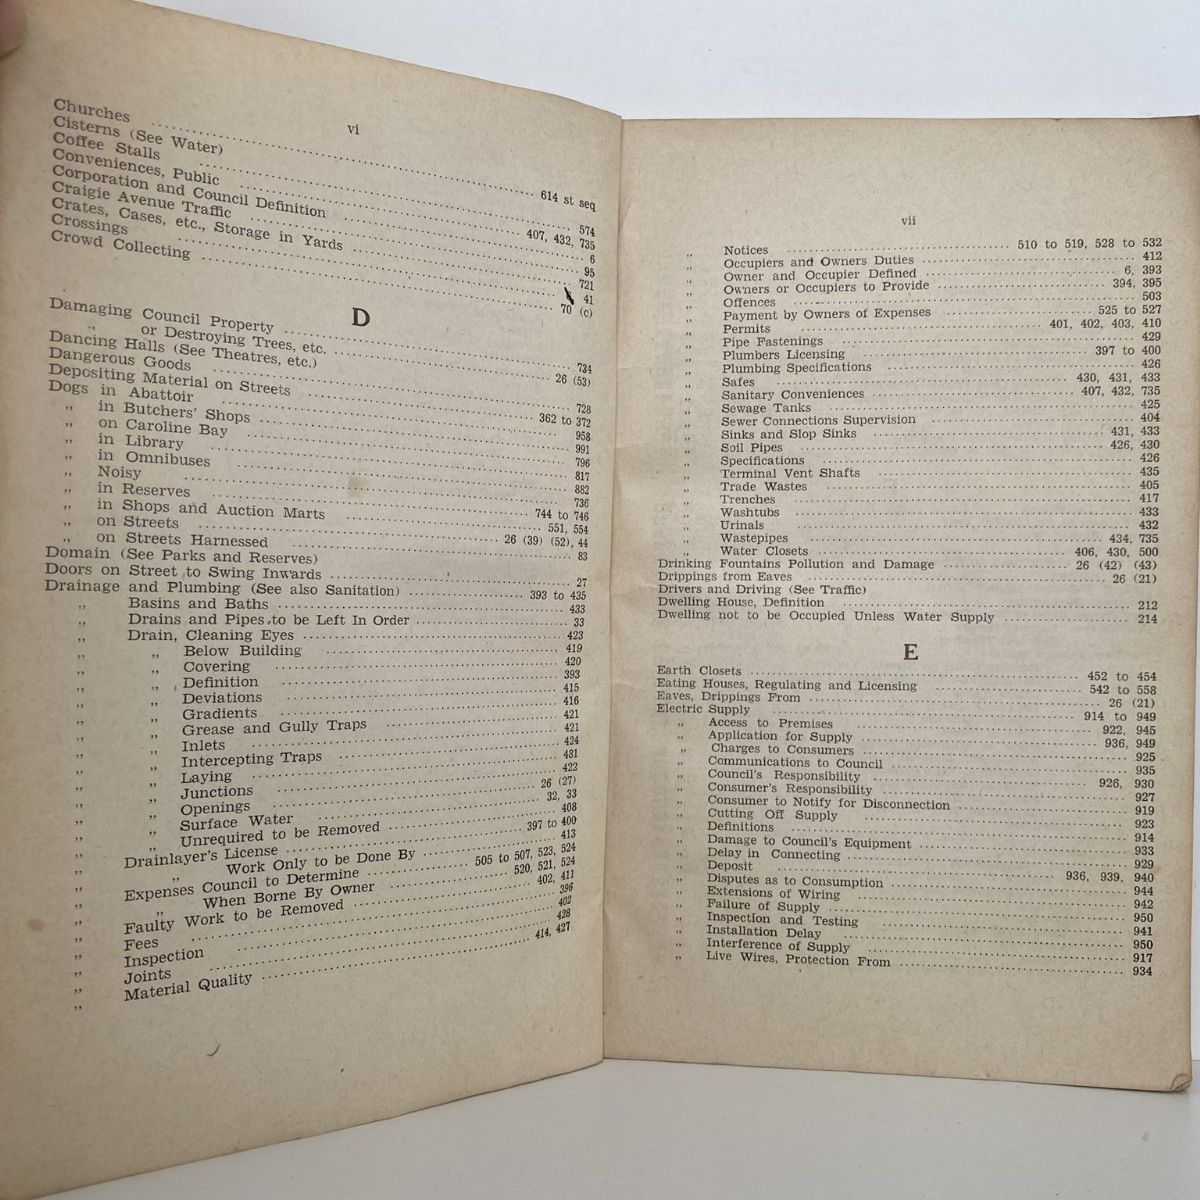 vi
Churches ........ 614 st seq
Cisterns (See Water)
Coffee Stalls ........ 574
Conveniences, Public ........ 407, 432, 735
Corporation and Council Definition ........ 6
Craigie Avenue Traffic ........ 95
Crates, Cases, etc., Storage in Yards ........ 721
Crossings ........ 41
Crowd Collecting ........ 70 (c)
D
Damaging Council Property ........ 734
„ or Destroying Trees, etc. ........ 26 (53)
Dancing Halls (See Theatres, etc.)
Dangerous Goods ........ 728
Depositing Material on Streets ........ 362 to 372
Dogs in Abattoir ........ 958
„ in Butchers' Shops ........ 991
„ on Caroline Bay ........ 796
„ in Library ........ 817
„ in Omnibuses ........ 882
„ Noisy ........ 736
„ in Reserves ........ 744 to 746
„ in Shops and Auction Marts ........ 551, 554
„ on Streets ........ 26 (39) (52), 44
„ on Streets Harnessed ........ 83
Domain (See Parks and Reserves)
Doors on Street to Swing Inwards ........ 27
Drainage and Plumbing (See also Sanitation) ........ 393 to 435
„ Basins and Baths ........ 433
„ Drains and Pipes to be Left In Order ........ 33
„ Drain, Cleaning Eyes ........ 423
„ „ Below Building ........ 419
„ „ Covering ........ 420
„ „ Definition ........ 393
„ „ Deviations ........ 415
„ „ Gradients ........ 416
„ „ Grease and Gully Traps ........ 421
„ „ Inlets ........ 421
„ „ Intercepting Traps ........ 424
„ „ Laying ........ 481
„ „ Junctions ........ 422
„ „ Openings ........ 26 (27)
„ „ Surface Water ........ 32, 33
„ „ Unrequired to be Removed ........ 408
„ Drainlayer's License ........ 397 to 400
„ „ Work Only to be Done By ........ 413
„ Expenses Council to Determine ........ 505 to 507, 523, 524
„ „ When Borne By Owner ........ 520, 521, 524
„ Faulty Work to be Removed ........ 402, 411
„ Fees ........ 396
„ Inspection ........ 402
„ Joints ........ 428
„ Material Quality ........ 414, 427
vii
„ Notices ........ 510 to 519, 528 to 532
„ Occupiers and Owners Duties ........ 412
„ Owner and Occupier Defined ........ 6, 393
„ Owners or Occupiers to Provide ........ 394, 395
„ Offences ........ 503
„ Payment by Owners of Expenses ........ 525 to 527
„ Permits ........ 401, 402, 403, 410
„ Pipe Fastenings ........ 429
„ Plumbers Licensing ........ 397 to 400
„ Plumbing Specifications ........ 426
„ Safes ........ 430, 431, 433
„ Sanitary Conveniences ........ 407, 432, 735
„ Sewage Tanks ........ 425
„ Sewer Connections Supervision ........ 404
„ Sinks and Slop Sinks ........ 431, 433
„ Soil Pipes ........ 426, 430
„ Specifications ........ 426
„ Terminal Vent Shafts ........ 435
„ Trade Wastes ........ 405
„ Trenches ........ 417
„ Washtubs ........ 433
„ Urinals ........ 432
„ Wastepipes ........ 434, 735
„ Water Closets ........ 406, 430, 500
Drinking Fountains Pollution and Damage ........ 26 (42) (43)
Drippings from Eaves ........ 26 (21)
Drivers and Driving (See Traffic)
Dwelling House, Definition ........ 212
Dwelling not to be Occupied Unless Water Supply ........ 214
E
Earth Closets ........ 452 to 454
Eating Houses, Regulating and Licensing ........ 542 to 558
Eaves, Drippings From ........ 26 (21)
Electric Supply ........ 914 to 949
„ Access to Premises ........ 922, 945
„ Application for Supply ........ 936, 949
„ Charges to Consumers ........ 925
„ Communications to Council ........ 935
„ Council's Responsibility ........ 926, 930
„ Consumer's Responsibility ........ 927
„ Consumer to Notify for Disconnection ........ 919
„ Cutting Off Supply ........ 923
„ Definitions ........ 914
„ Damage to Council's Equipment ........ 933
„ Delay in Connecting ........ 929
„ Deposit ........ 936, 939, 940
„ Disputes as to Consumption ........ 944
„ Extensions of Wiring ........ 942
„ Failure of Supply ........ 950
„ Inspection and Testing ........ 941
„ Installation Delay ........ 950
„ Interference of Supply ........ 917
„ Live Wires, Protection From ........ 934